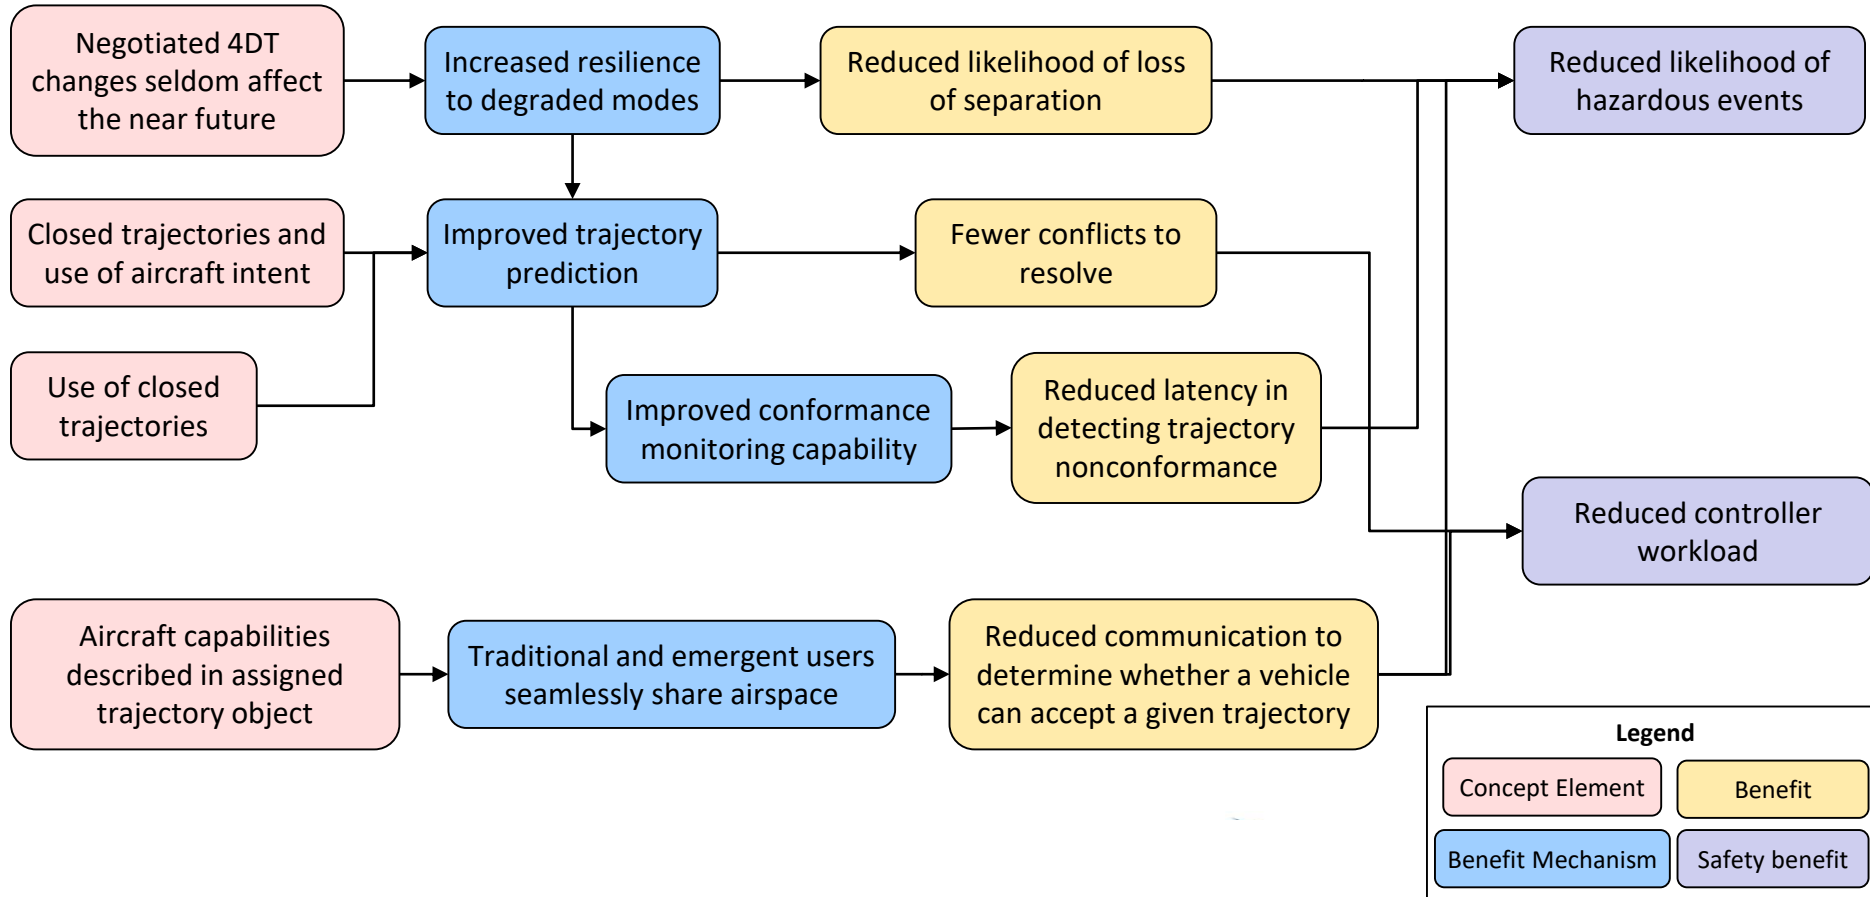 Negotiated 4DT
changes seldom affect
the near future
Increased resilience
to degraded modes
Reduced likelihood of loss
of separation
Reduced likelihood of
hazardous events
Closed trajectories and
use of aircraft intent
Improved trajectory
prediction
Fewer conflicts to
resolve
Use of closed
trajectories
Improved conformance
monitoring capability
Reduced latency in
detecting trajectory
nonconformance
Reduced controller
workload
Aircraft capabilities
described in assigned
trajectory object
Traditional and emergent users
seamlessly share airspace
Reduced communication to
determine whether a vehicle
can accept a given trajectory
Legend
Concept Element
Benefit
Benefit Mechanism
Safety benefit